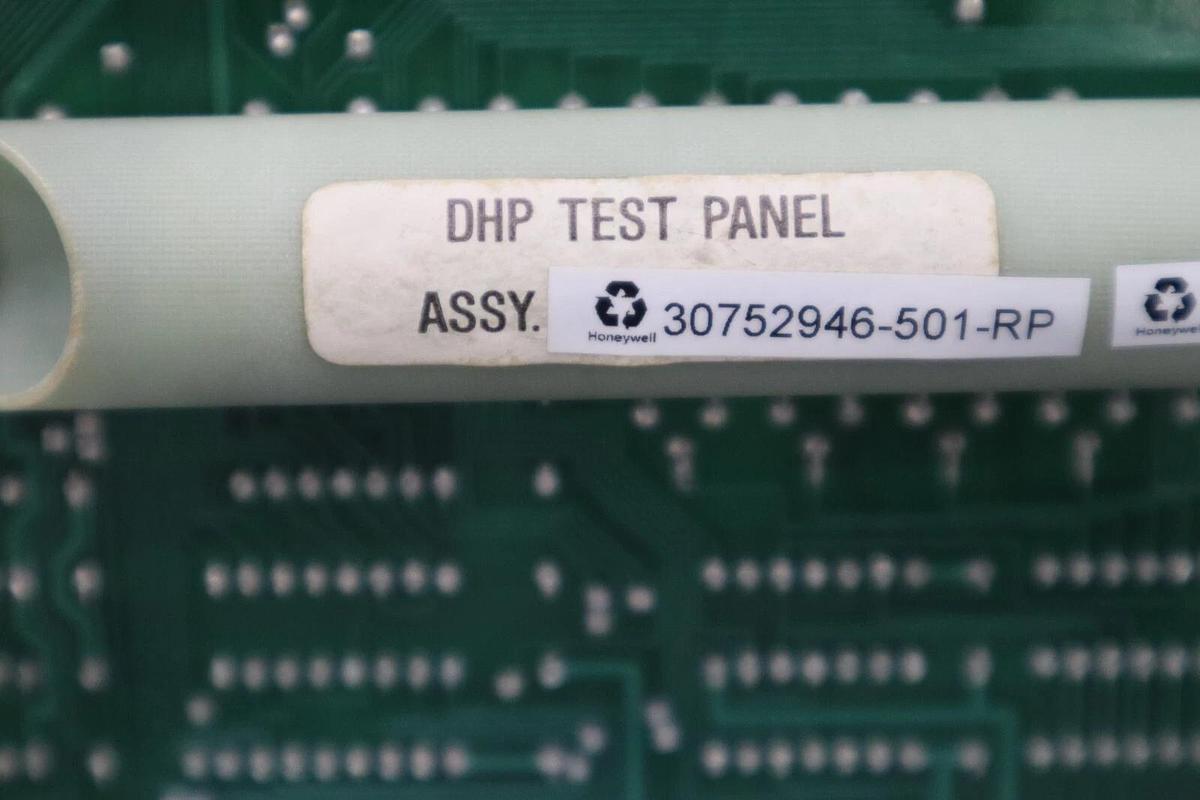 DHP TEST PANEL
ASSY. 30752946-501-RP
Honeywell
Honeywell